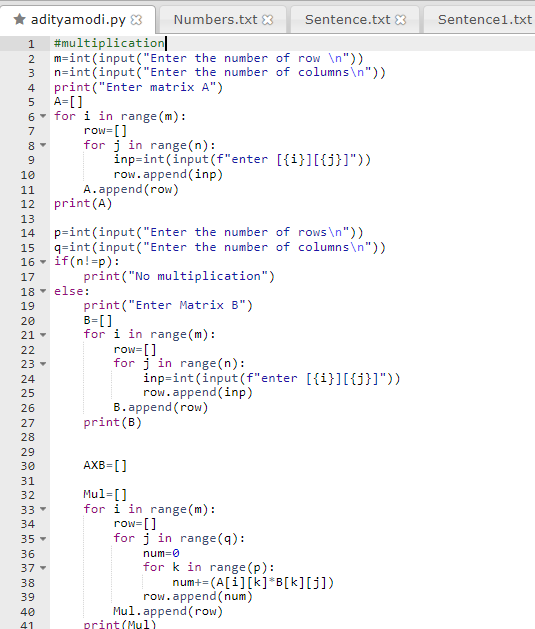 adityamodi.py Numbers.txt Sentence.txt Sentence1.txt
1 #multiplication
2 m=int(input("Enter the number of row \n"))
3 n=int(input("Enter the number of columns\n"))
4 print("Enter matrix A")
5 A=[]
6 for i in range(m):
7     row=[]
8     for j in range(n):
9         inp=int(input(f"enter [{i}][{j}]"))
10         row.append(inp)
11     A.append(row)
12 print(A)
13
14 p=int(input("Enter the number of rows\n"))
15 q=int(input("Enter the number of columns\n"))
16 if(n!=p):
17     print("No multiplication")
18 else:
19     print("Enter Matrix B")
20     B=[]
21     for i in range(m):
22         row=[]
23         for j in range(n):
24             inp=int(input(f"enter [{i}][{j}]"))
25             row.append(inp)
26         B.append(row)
27     print(B)
28
29
30     AXB=[]
31
32     Mul=[]
33     for i in range(m):
34         row=[]
35         for j in range(q):
36             num=0
37             for k in range(p):
38                 num+=(A[i][k]*B[k][j])
39             row.append(num)
40         Mul.append(row)
41     print(Mul)